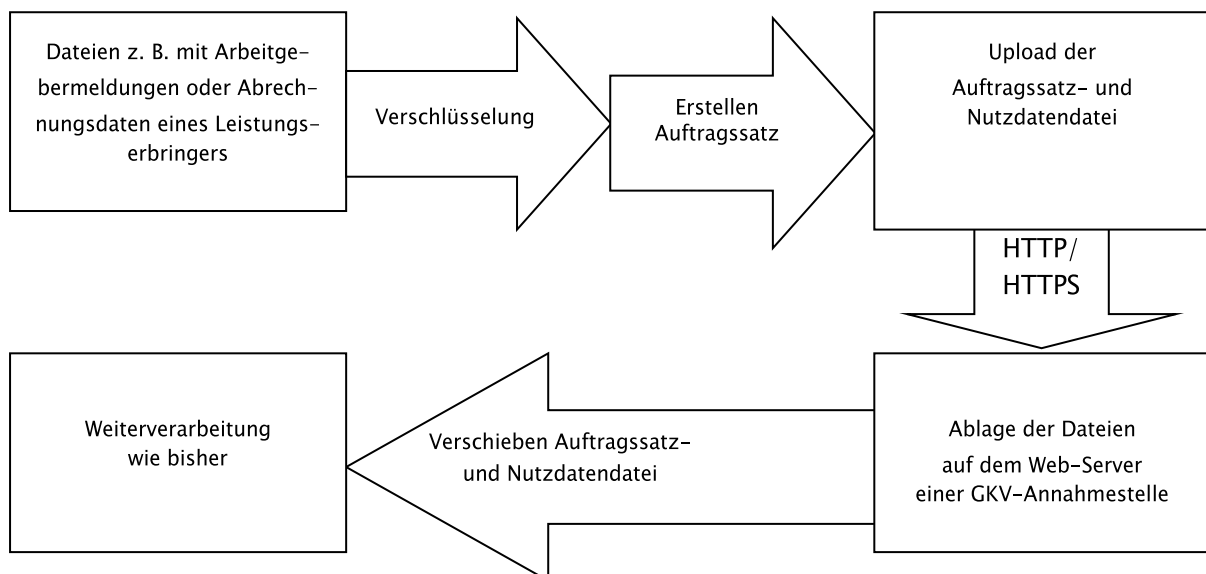 Dateien z. B. mit Arbeitge-
bermeldungen oder Abrech-
nungsdaten eines Leistungs-
erbringers
Verschlüsselung
Erstellen
Auftragssatz
Upload der
Auftragssatz- und
Nutzdatendatei
HTTP/
HTTPS
Ablage der Dateien
auf dem Web-Server
einer GKV-Annahmestelle
Verschieben Auftragssatz-
und Nutzdatendatei
Weiterverarbeitung
wie bisher